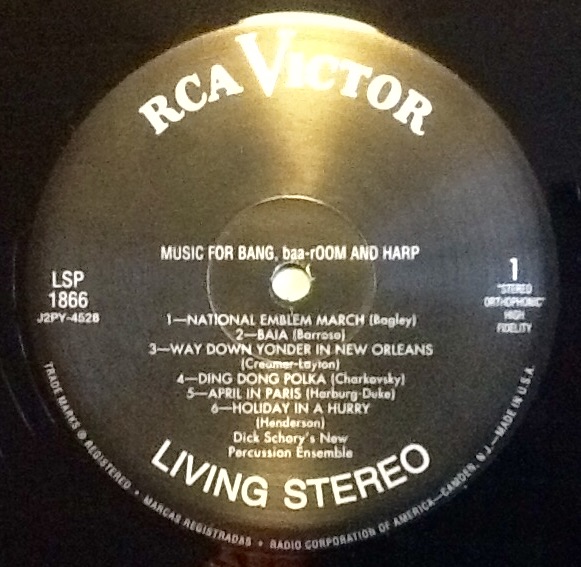 RCA VICTOR
MUSIC FOR BANG, baa-rOOM AND HARP
LSP
1866
J2PY-4528
1
"STEREO
ORTHOPHONIC"
HIGH
FIDELITY
1—NATIONAL EMBLEM MARCH (Bagley)
2—BAIA (Barroso)
3—WAY DOWN YONDER IN NEW ORLEANS
(Creamer-Layton)
4—DING DONG POLKA (Charkovsky)
5—APRIL IN PARIS (Harburg-Duke)
6—HOLIDAY IN A HURRY
(Henderson)
Dick Schory's New
Percussion Ensemble
LIVING STEREO
TRADE MARKS ® REGISTERED • MARCAS REGISTRADAS • RADIO CORPORATION OF AMERICA—CAMDEN, N.J.—MADE IN U.S.A.